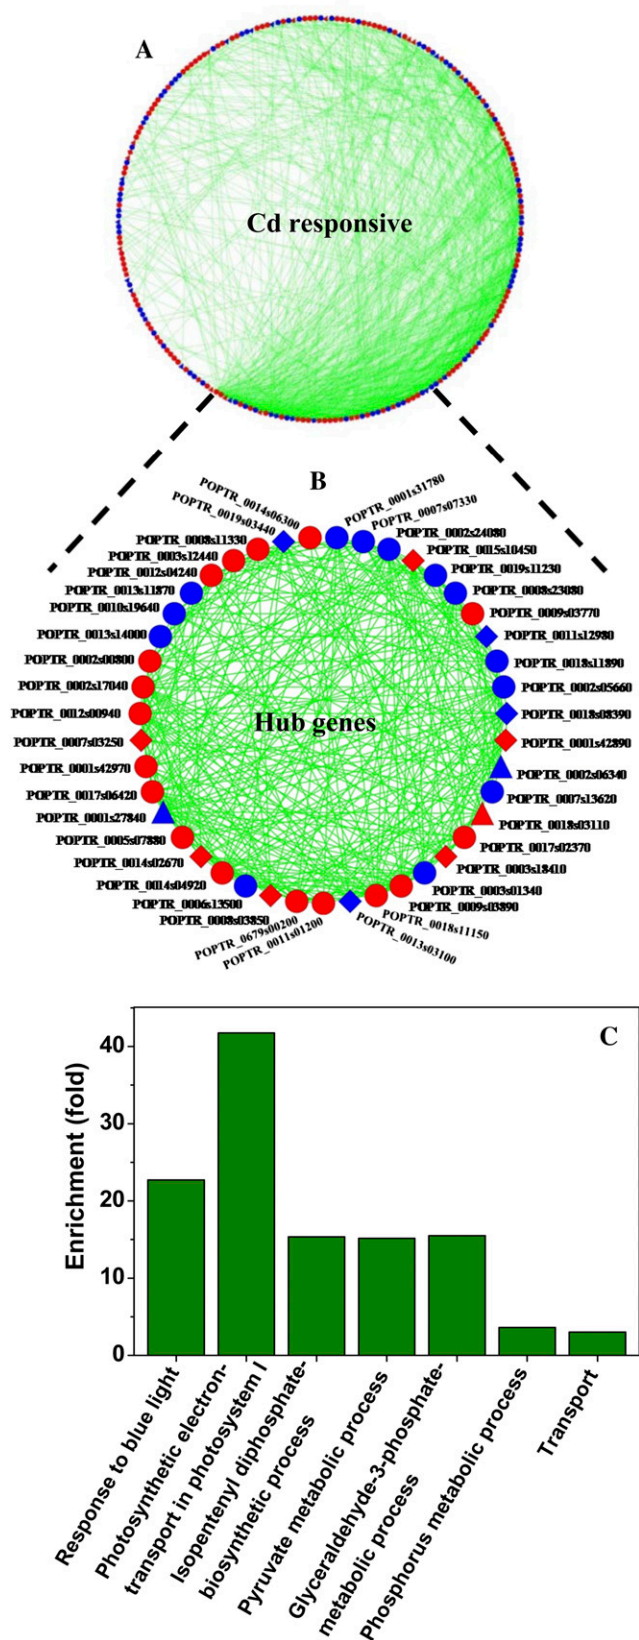 A
Cd responsive
B
POPTR_0014s06300
POPTR_0019s03440
POPTR_0008s11330
POPTR_0003s12440
POPTR_0012s04240
POPTR_0013s11870
POPTR_0010s19640
POPTR_0013s14000
POPTR_0002s00800
POPTR_0002s17040
POPTR_0012s00940
POPTR_0007s03250
POPTR_0001s42970
POPTR_0017s06420
POPTR_0001s27840
POPTR_0005s07880
POPTR_0014s02670
POPTR_0014s04920
POPTR_0006s13500
POPTR_0008s03850
POPTR_0679s00200
POPTR_0011s01200
POPTR_0001s31780
POPTR_0007s07330
POPTR_0002s24080
POPTR_0015s10450
POPTR_0019s11230
POPTR_0008s23080
POPTR_0009s03770
POPTR_0011s12980
POPTR_0018s11890
POPTR_0002s05660
POPTR_0018s08390
POPTR_0001s42890
POPTR_0002s06340
POPTR_0007s13620
POPTR_0018s03110
POPTR_0017s02370
POPTR_0003s18410
POPTR_0003s01340
POPTR_0009s03890
POPTR_0018s11150
POPTR_0013s03100
Hub genes
C
Enrichment (fold)
40
30
20
10
0
Response to blue light
Photosynthetic electron-
transport in photosystem I
Isopentenyl diphosphate-
biosynthetic process
Pyruvate metabolic process
Glyceraldehyde-3-phosphate-
metabolic process
Phosphorus metabolic process
Transport